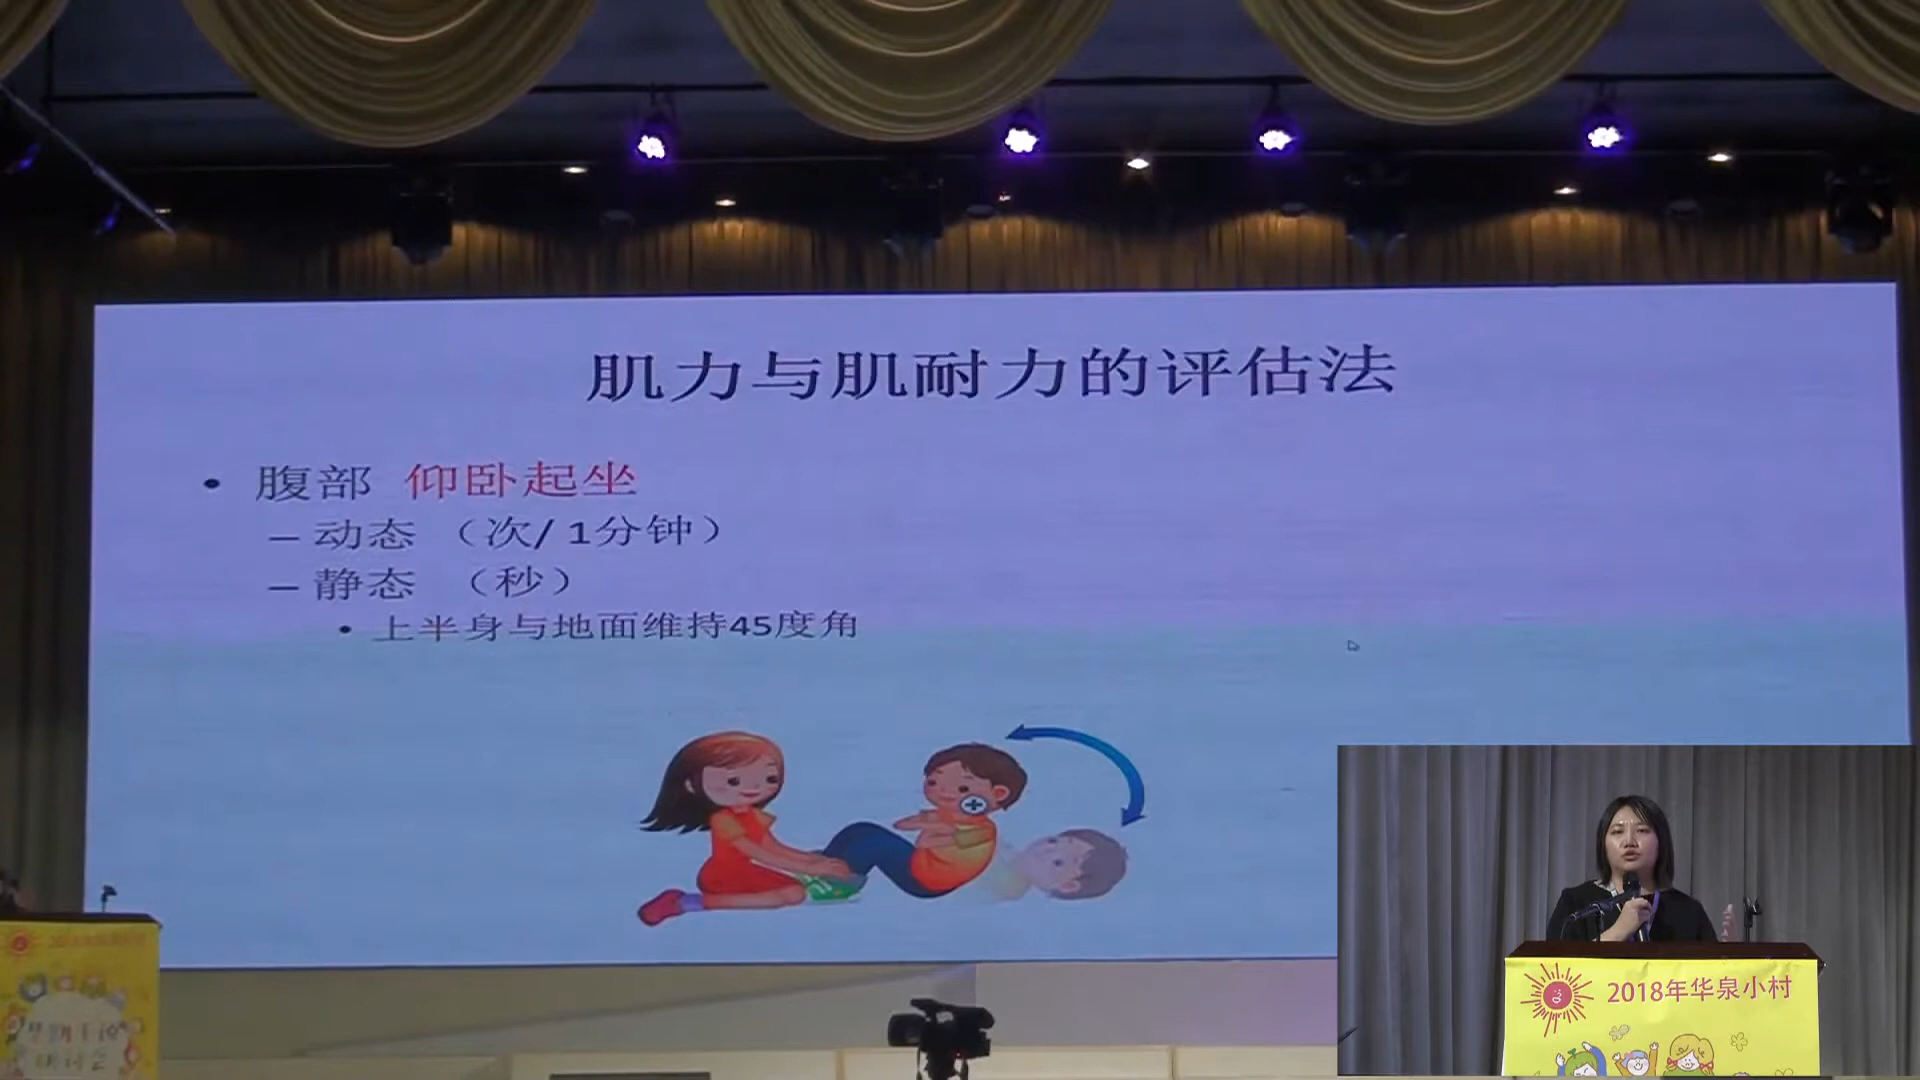 肌力与肌耐力的评估法
• 腹部 仰卧起坐
– 动态 （次/ 1分钟）
– 静态 （秒）
• 上半身与地面维持45度角
2018年华泉小村